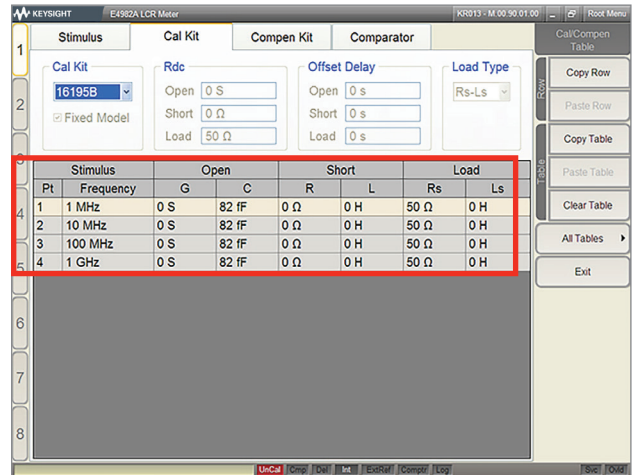 KEYSIGHT E4982A LCR Meter KR013 - M.00.90.01.00 Root Menu
Stimulus Cal Kit Compen Kit Comparator
Cal/Compen Table
1
2
3
4
5
6
7
8
Cal Kit
16195B
Fixed Model
Rdc
Open 0 S
Short 0 Ω
Load 50 Ω
Offset Delay
Open 0 s
Short 0 s
Load 0 s
Load Type
Rs-Ls
Stimulus Open Short Load
Pt Frequency G C R L Rs Ls
1 1 MHz 0 S 82 fF 0 Ω 0 H 50 Ω 0 H
2 10 MHz 0 S 82 fF 0 Ω 0 H 50 Ω 0 H
3 100 MHz 0 S 82 fF 0 Ω 0 H 50 Ω 0 H
4 1 GHz 0 S 82 fF 0 Ω 0 H 50 Ω 0 H
Row
Copy Row
Paste Row
Table
Copy Table
Paste Table
Clear Table
All Tables
Exit
UnCal Cmp Del Int ExtRef Comptr Log Svc Ovld